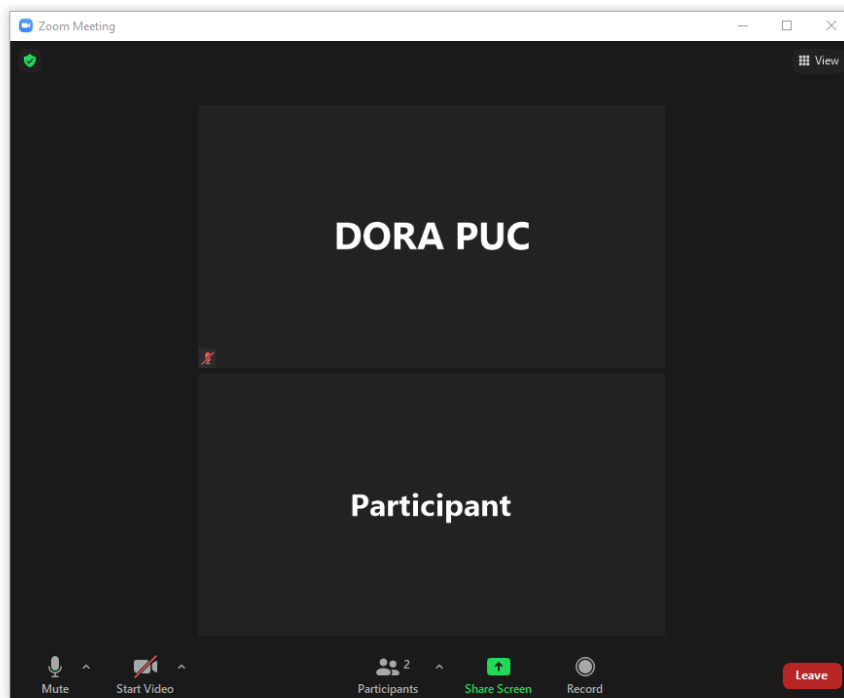 Zoom Meeting
View
DORA PUC
Participant
Mute
Start Video
Participants
2
Share Screen
Record
Leave